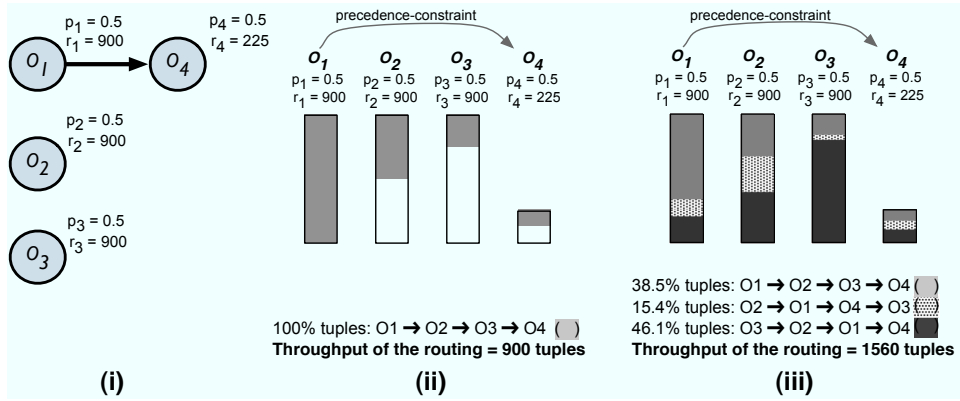 p1 = 0.5
r1 = 900
O1
p4 = 0.5
r4 = 225
O4
p2 = 0.5
r2 = 900
O2
p3 = 0.5
r3 = 900
O3
(i)
precedence-constraint
O1 O2 O3 O4
p1 = 0.5 p2 = 0.5 p3 = 0.5 p4 = 0.5
r1 = 900 r2 = 900 r3 = 900 r4 = 225
100% tuples: O1 → O2 → O3 → O4 ( )
Throughput of the routing = 900 tuples
(ii)
precedence-constraint
O1 O2 O3 O4
p1 = 0.5 p2 = 0.5 p3 = 0.5 p4 = 0.5
r1 = 900 r2 = 900 r3 = 900 r4 = 225
38.5% tuples: O1 → O2 → O3 → O4 ( )
15.4% tuples: O2 → O1 → O4 → O3 ( )
46.1% tuples: O3 → O2 → O1 → O4 ( )
Throughput of the routing = 1560 tuples
(iii)